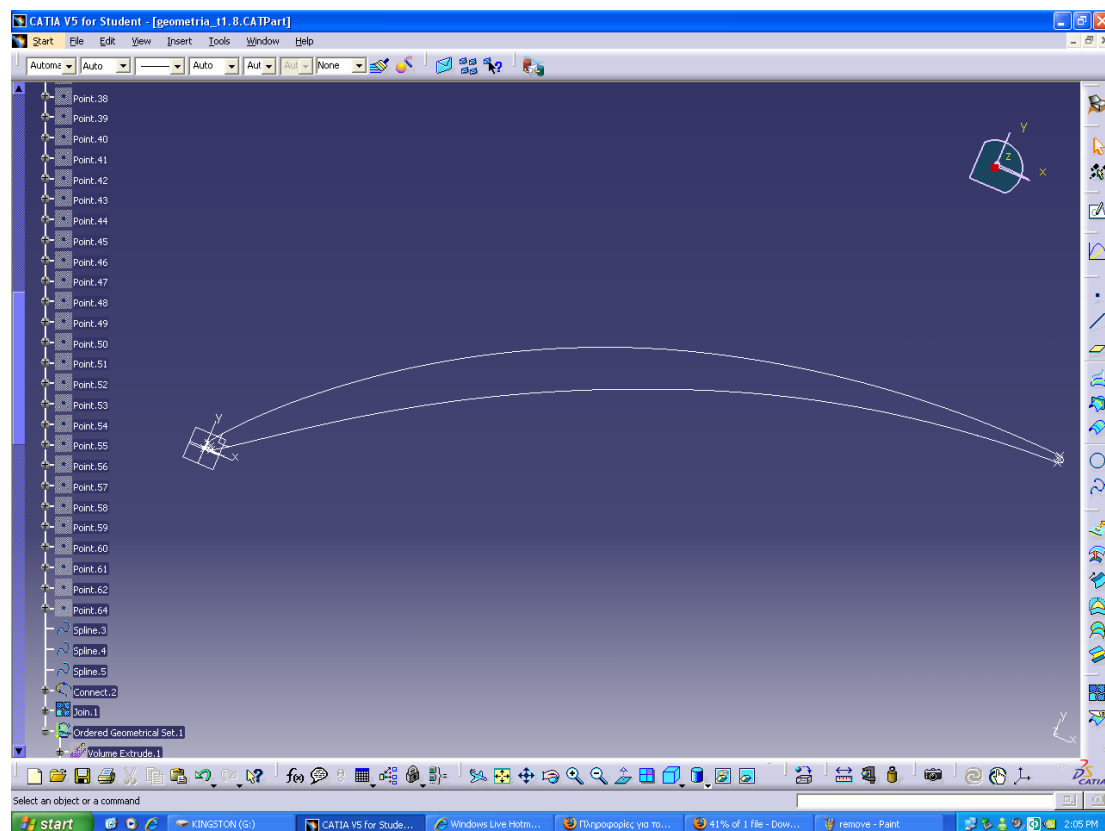 CATIA V5 for Student - [geometria_t1.8.CATPart]
Start File Edit View Insert Tools Window Help
Auto Auto Aut Aut None
Point.38
Point.39
Point.40
Point.41
Point.42
Point.43
Point.44
Point.45
Point.46
Point.47
Point.48
Point.49
Point.50
Point.51
Point.52
Point.53
Point.54
Point.55
Point.56
Point.57
Point.58
Point.59
Point.60
Point.61
Point.62
Point.64
Spline.3
Spline.4
Spline.5
Connect.2
Join.1
Ordered Geometrical Set.1
Volume Extrude.1
y
z
x
y
x
y
x
f(x)
CATIA
Select an object or a command
start
KINGSTON (G:)
CATIA V5 for Stude...
Windows Live Hotm...
Πληροφορίες για το...
41% of 1 file - Dow...
remove - Paint
2:05 PM